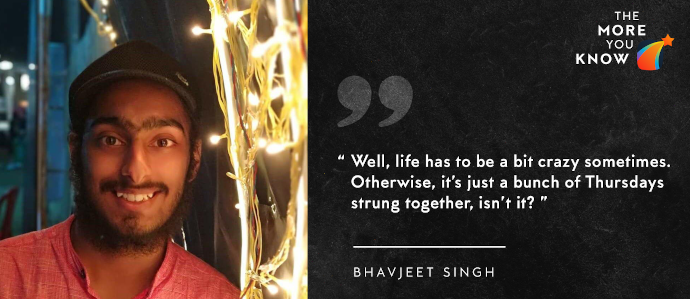 THE
MORE
YOU
KNOW
“ Well, life has to be a bit crazy sometimes.
Otherwise, it’s just a bunch of Thursdays
strung together, isn’t it? ”
BHAVJEET SINGH